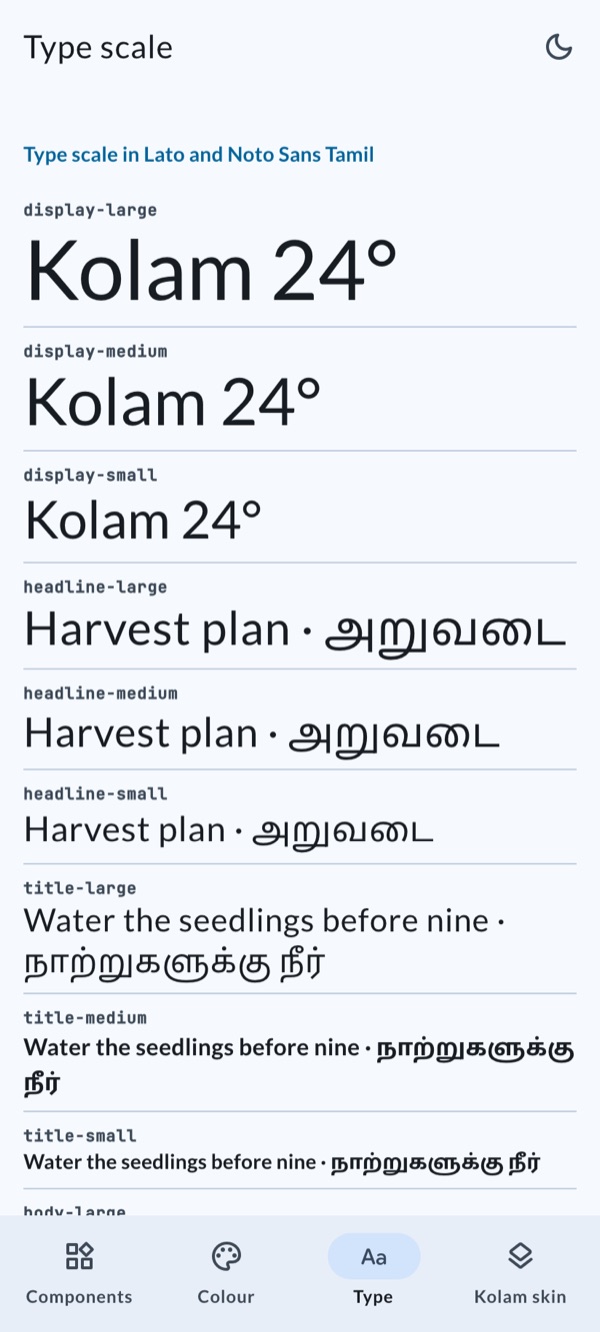 Type scale
Type scale in Lato and Noto Sans Tamil
display-large
Kolam 24°
display-medium
Kolam 24°
display-small
Kolam 24°
headline-large
Harvest plan · அறுவடை
headline-medium
Harvest plan · அறுவடை
headline-small
Harvest plan · அறுவடை
title-large
Water the seedlings before nine ·
நாற்றுகளுக்கு நீர்
title-medium
Water the seedlings before nine · நாற்றுகளுக்கு
நீர்
title-small
Water the seedlings before nine · நாற்றுகளுக்கு நீர்
body-large
Aa
Components Colour Type Kolam skin